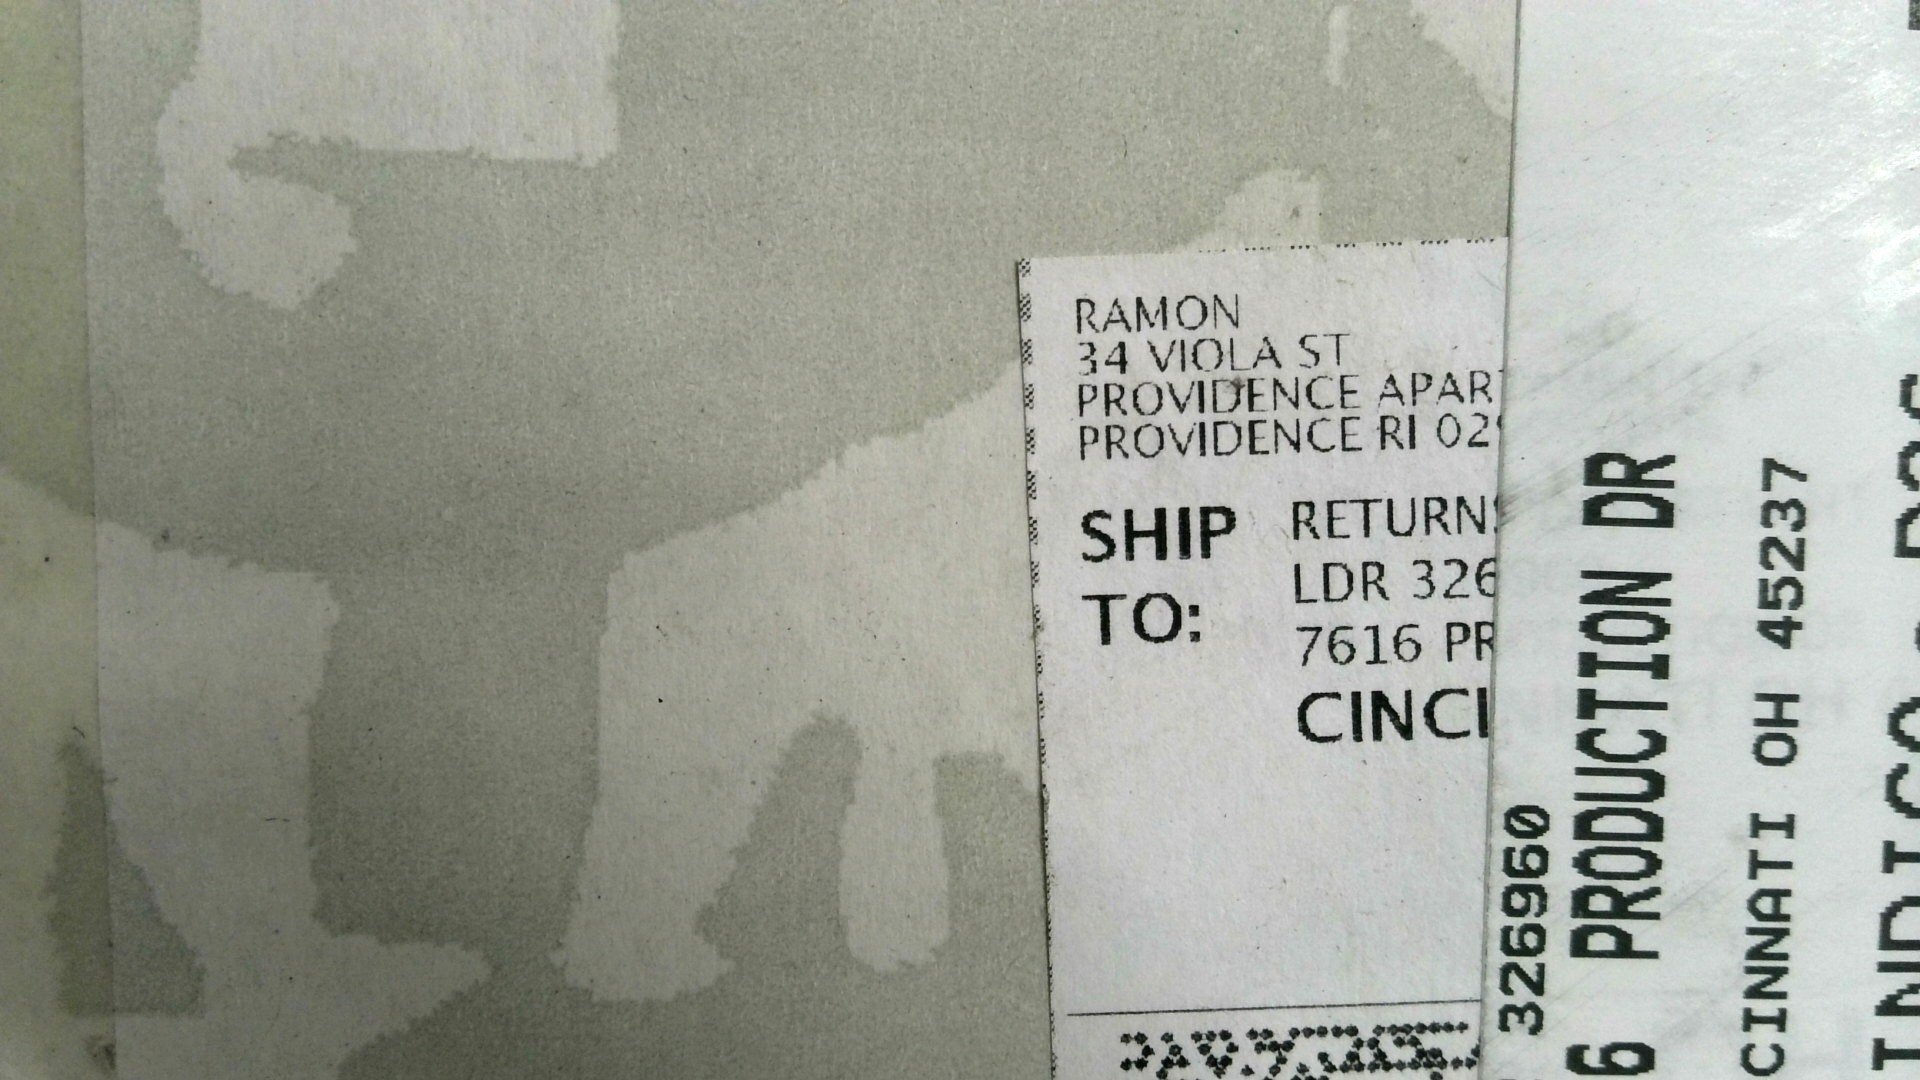 RAMON
34 VIOLA ST
PROVIDENCE APAR
PROVIDENCE RI 02
SHIP TO:
RETURNS
LDR 326
7616 PR
CINCI
326960
6 PRODUCTION DR
CINNATI OH 45237